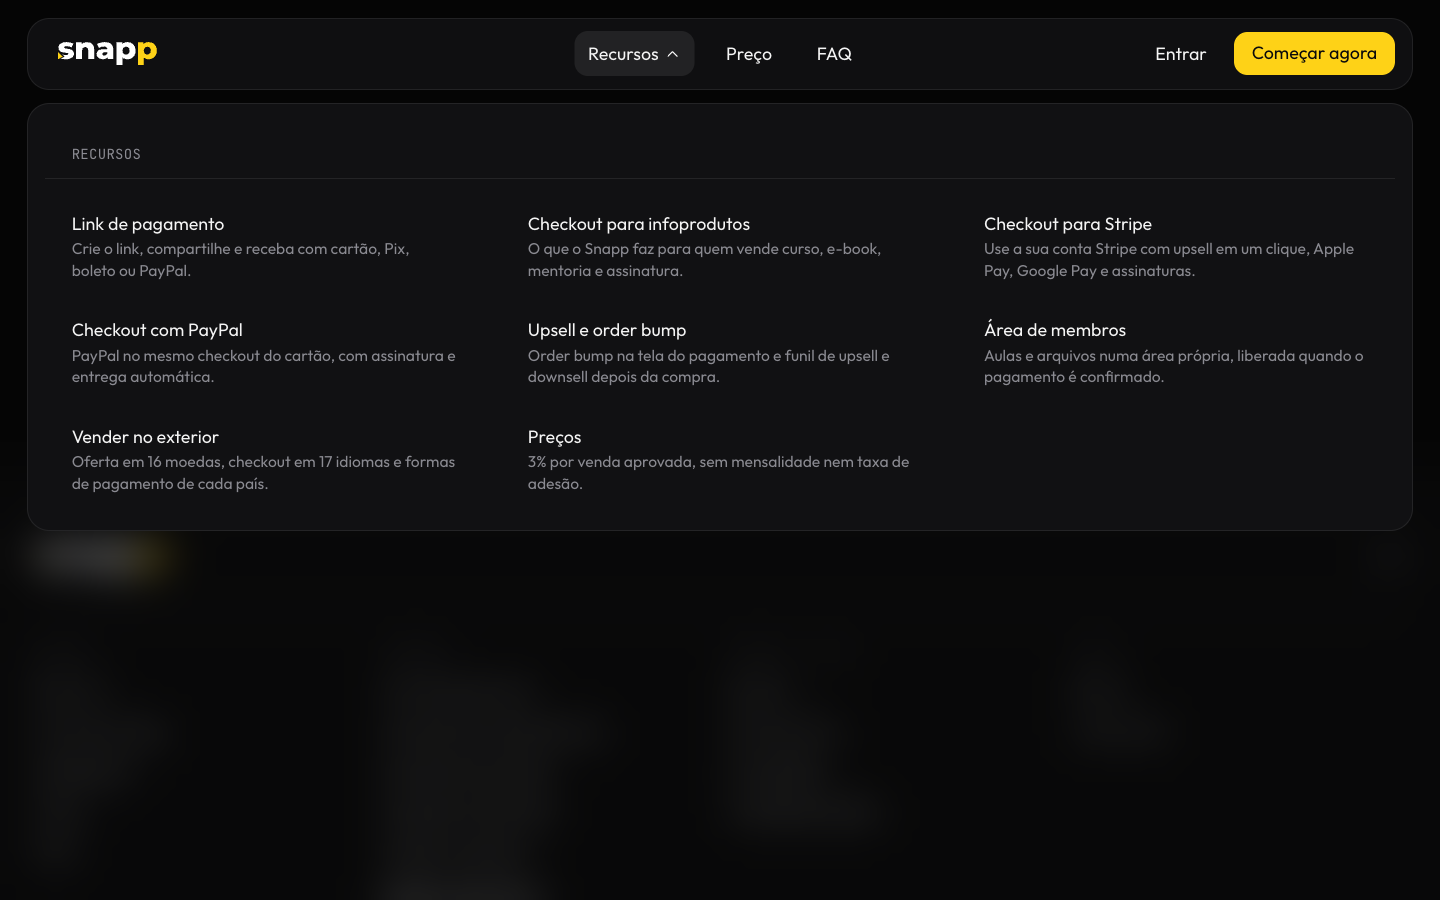 snapp
Recursos
Preço
FAQ
Entrar
Começar agora
RECURSOS
Link de pagamento
Crie o link, compartilhe e receba com cartão, Pix,
boleto ou PayPal.
Checkout para infoprodutos
O que o Snapp faz para quem vende curso, e-book,
mentoria e assinatura.
Checkout para Stripe
Use a sua conta Stripe com upsell em um clique, Apple
Pay, Google Pay e assinaturas.
Checkout com PayPal
PayPal no mesmo checkout do cartão, com assinatura e
entrega automática.
Upsell e order bump
Order bump na tela do pagamento e funil de upsell e
downsell depois da compra.
Área de membros
Aulas e arquivos numa área própria, liberada quando o
pagamento é confirmado.
Vender no exterior
Oferta em 16 moedas, checkout em 17 idiomas e formas
de pagamento de cada país.
Preços
3% por venda aprovada, sem mensalidade nem taxa de
adesão.